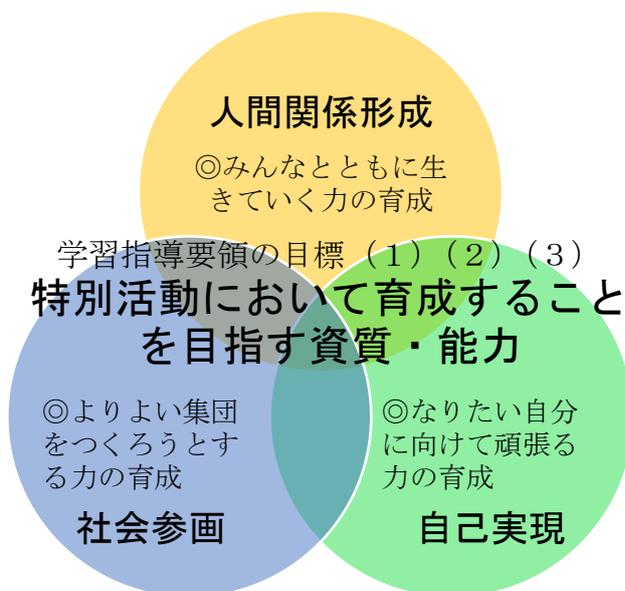 人間関係形成
◎みんなとともに生
きていく力の育成
学習指導要領の目標（１）（２）（３）
特別活動において育成すること
を目指す資質・能力
◎よりよい集団
をつくろうとす
る力の育成
社会参画
◎なりたい自分
に向けて頑張る
力の育成
自己実現